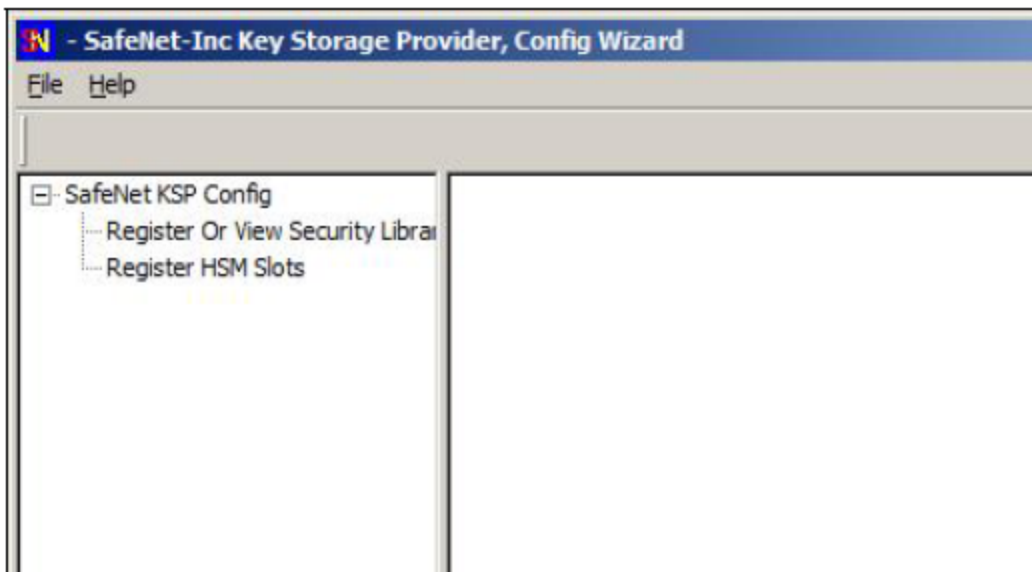 SN - SafeNet-Inc Key Storage Provider, Config Wizard
File Help
SafeNet KSP Config
Register Or View Security Librar
Register HSM Slots